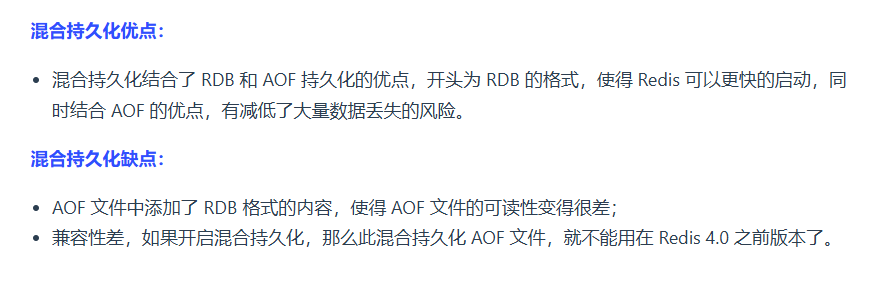 混合持久化优点：
• 混合持久化结合了 RDB 和 AOF 持久化的优点，开头为 RDB 的格式，使得 Redis 可以更快的启动，同
时结合 AOF 的优点，有减低了大量数据丢失的风险。
混合持久化缺点：
• AOF 文件中添加了 RDB 格式的内容，使得 AOF 文件的可读性变得很差；
• 兼容性差，如果开启混合持久化，那么此混合持久化 AOF 文件，就不能用在 Redis 4.0 之前版本了。